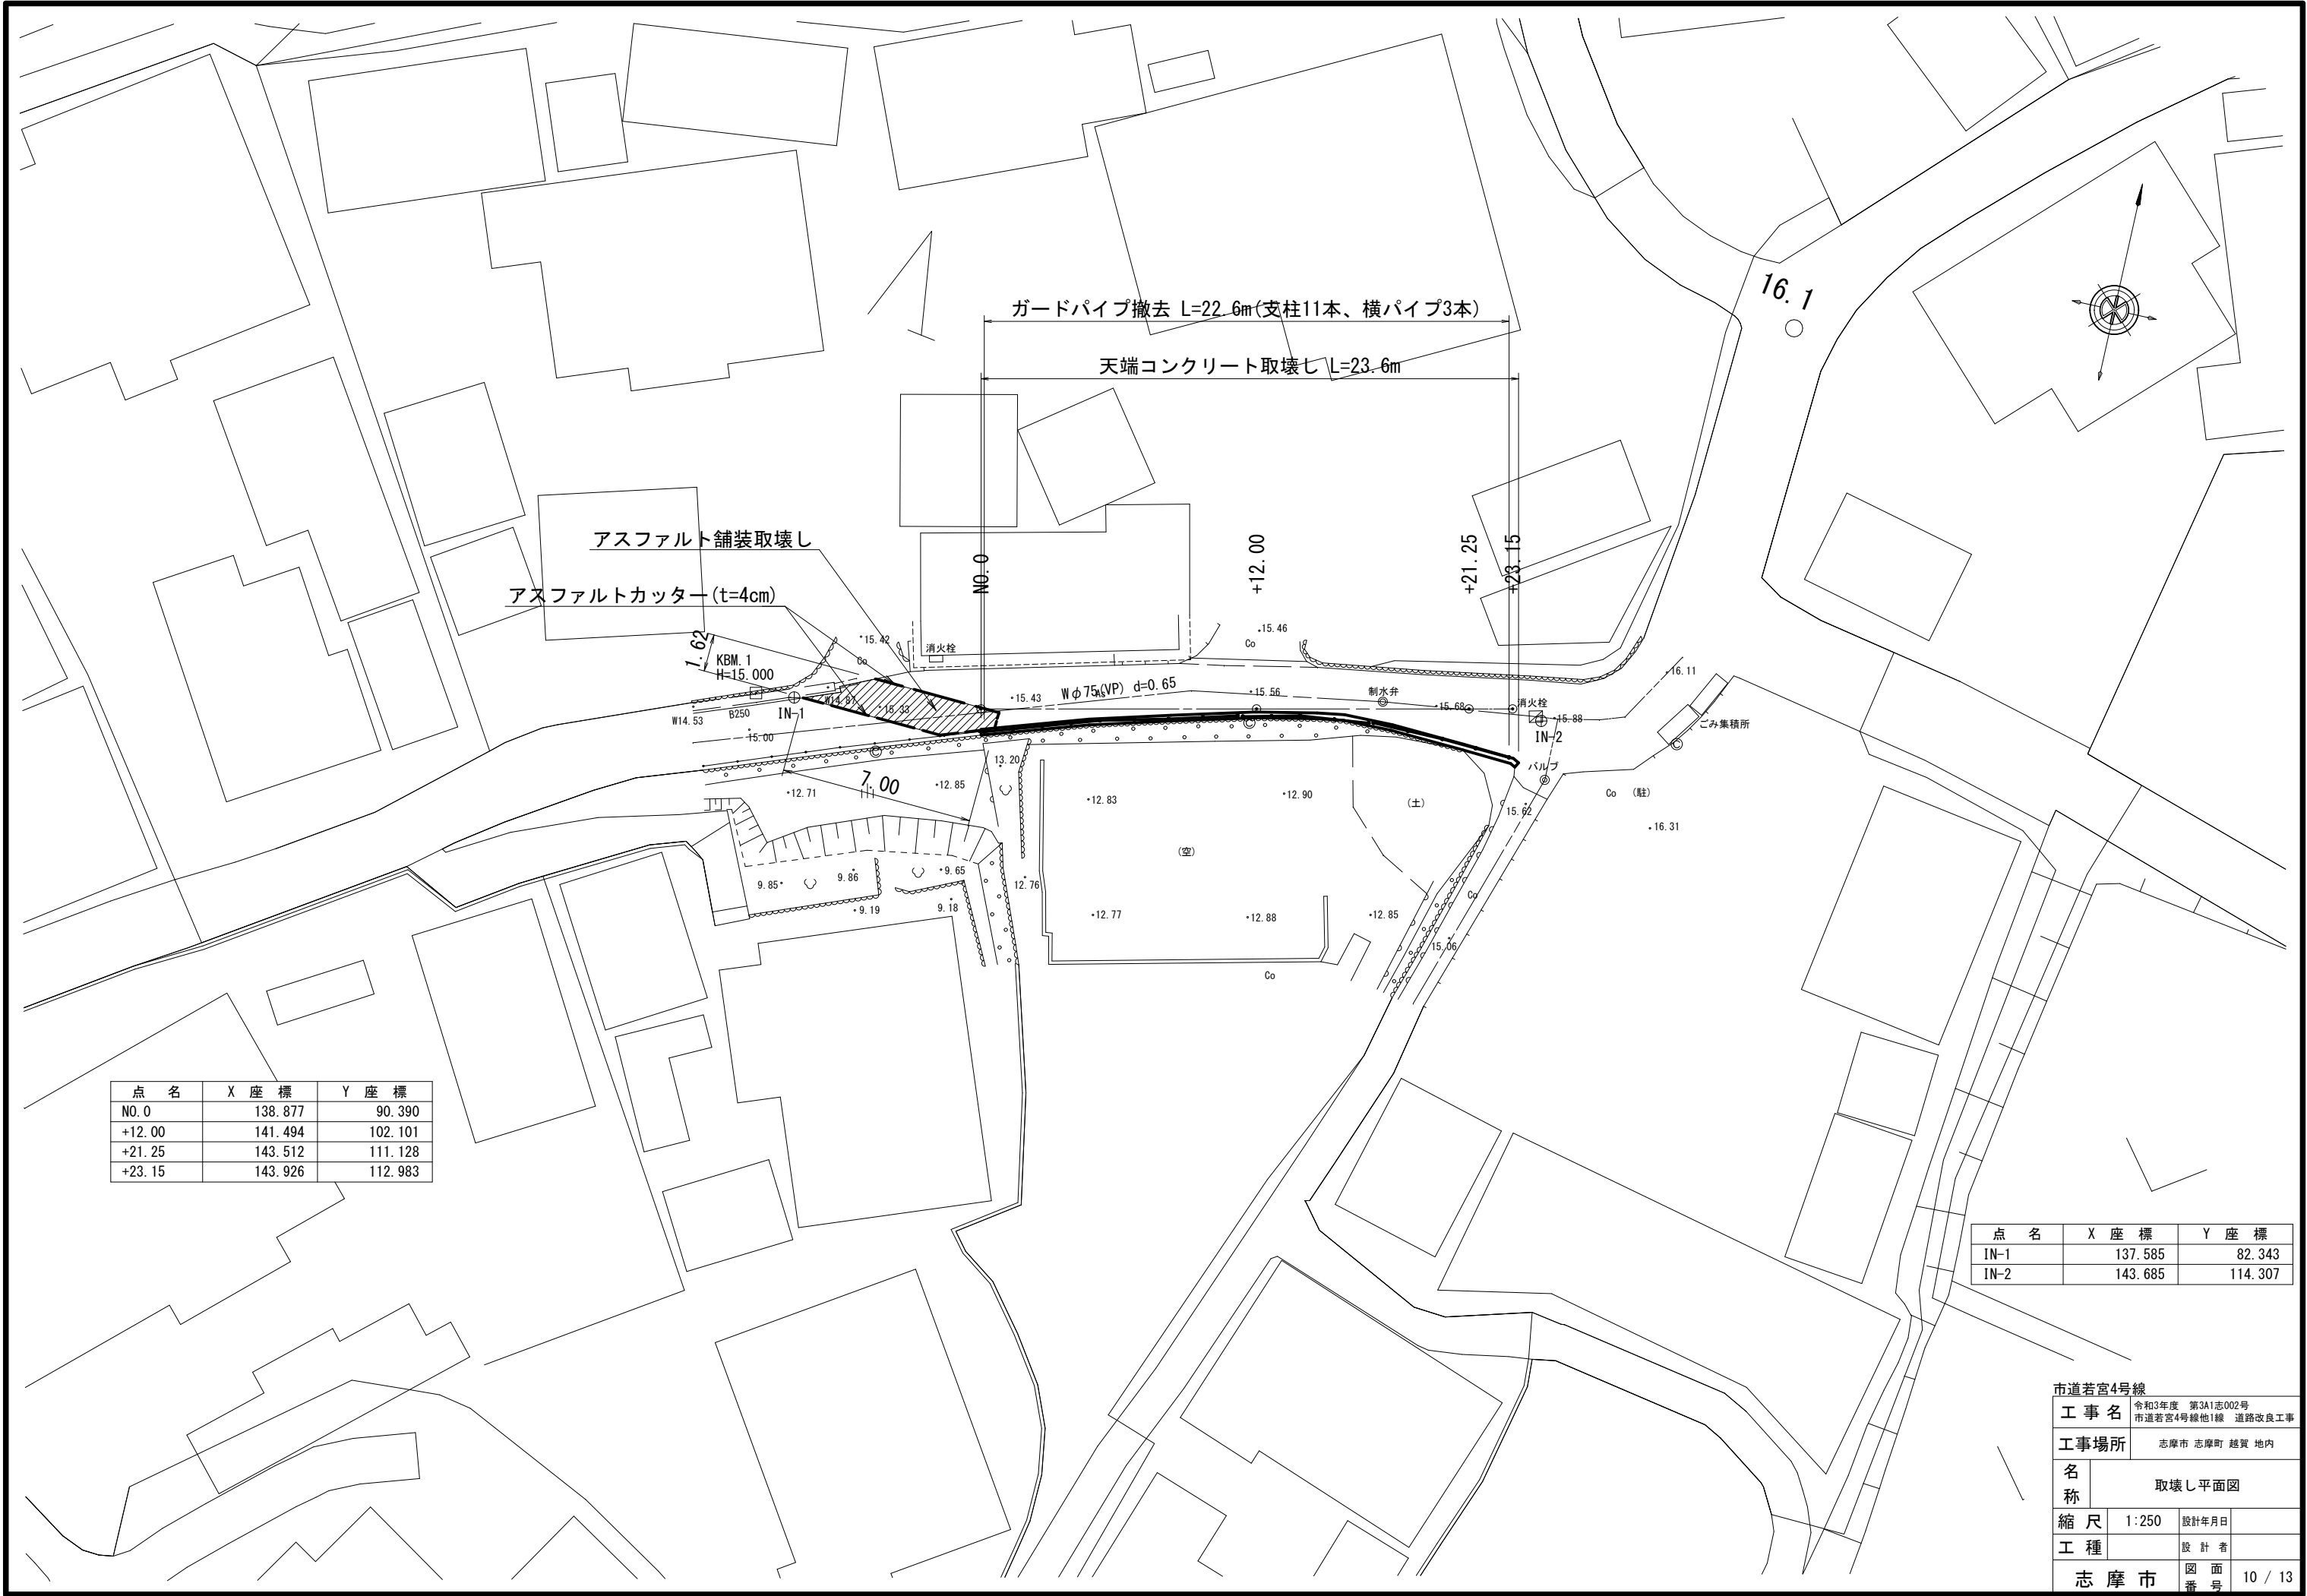 16.1
ガードパイプ撤去 L=22.6m(支柱11本、横パイプ3本)
天端コンクリート取壊し L=23.6m
アスファルト舗装取壊し
アスファルトカッター(t=4cm)
NO.0
+12.00
+21.25
+23.15
1.62
KBM.1
H=15.000
15.42
Co
消火栓
15.46
Co
16.11
W14.53
B250
IN-1
W14.87
15.33
15.43
As
Wφ75(VP) d=0.65
15.56
制水弁
15.68
消火栓
15.88
IN-2
ごみ集積所
15.00
バルブ
13.20
7.00
12.71
12.85
12.83
12.90
(土)
15.62
Co (駐)
16.31
(空)
9.85
9.86
9.65
12.76
Co
9.19
9.18
12.77
12.88
12.85
15.06
Co
点 名 X 座 標 Y 座 標
NO.0 138.877 90.390
+12.00 141.494 102.101
+21.25 143.512 111.128
+23.15 143.926 112.983
点 名 X 座 標 Y 座 標
IN-1 137.585 82.343
IN-2 143.685 114.307
市道若宮4号線
工 事 名 令和3年度 第3A1志002号
市道若宮4号線他1線 道路改良工事
工事場所 志摩市 志摩町 越賀 地内
名称 取壊し平面図
縮 尺 1:250 設計年月日
工 種 設 計 者
志 摩 市 図面番号 10 / 13